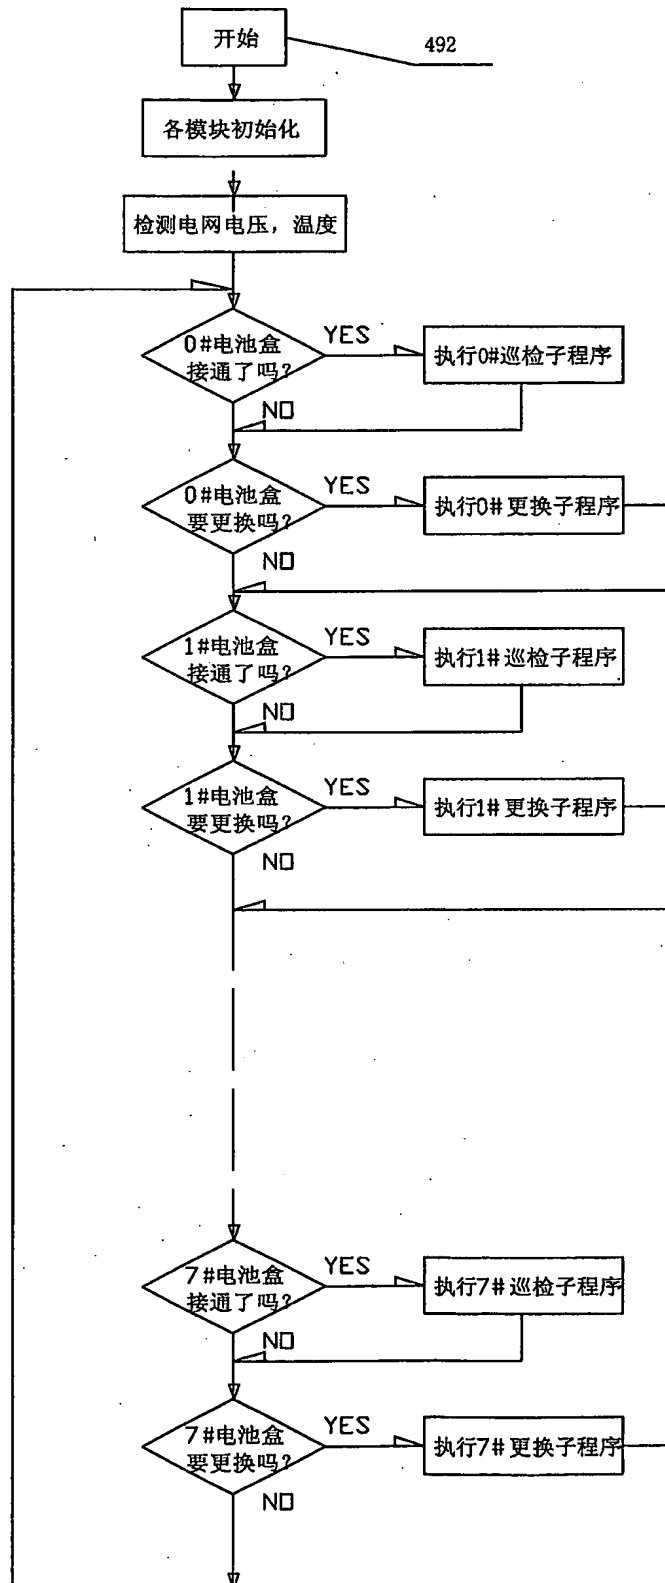 开始
492
各模块初始化
检测电网电压，温度
0#电池盒
接通了吗?
YES
执行0#巡检子程序
NO
0#电池盒
要更换吗?
YES
执行0#更换子程序
NO
1#电池盒
接通了吗?
YES
执行1#巡检子程序
NO
1#电池盒
要更换吗?
YES
执行1#更换子程序
NO
7#电池盒
接通了吗?
YES
执行7#巡检子程序
NO
7#电池盒
要更换吗?
YES
执行7#更换子程序
NO